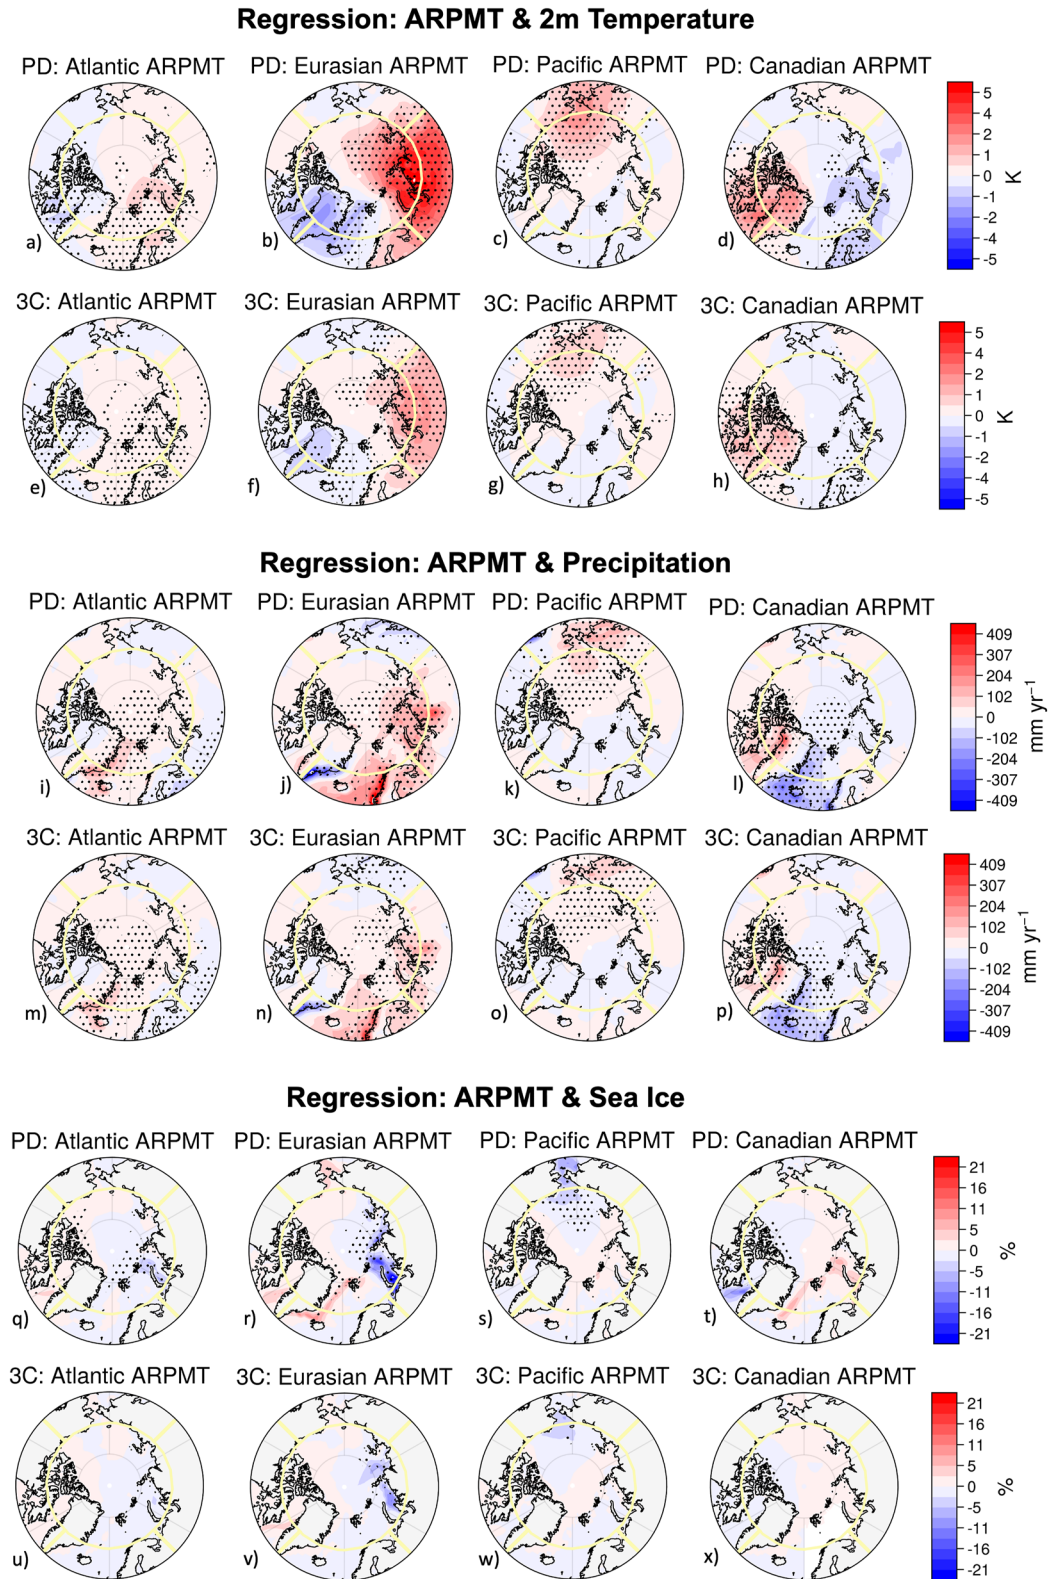 Regression: ARPMT & 2m Temperature
PD: Atlantic ARPMT PD: Eurasian ARPMT PD: Pacific ARPMT PD: Canadian ARPMT
a) b) c) d)
5
4
2
1
0
-1
-2
-4
-5
K
3C: Atlantic ARPMT 3C: Eurasian ARPMT 3C: Pacific ARPMT 3C: Canadian ARPMT
e) f) g) h)
5
4
2
1
0
-1
-2
-4
-5
K
Regression: ARPMT & Precipitation
PD: Atlantic ARPMT PD: Eurasian ARPMT PD: Pacific ARPMT PD: Canadian ARPMT
i) j) k) l)
409
307
204
102
0
-102
-204
-307
-409
mm yr⁻¹
3C: Atlantic ARPMT 3C: Eurasian ARPMT 3C: Pacific ARPMT 3C: Canadian ARPMT
m) n) o) p)
409
307
204
102
0
-102
-204
-307
-409
mm yr⁻¹
Regression: ARPMT & Sea Ice
PD: Atlantic ARPMT PD: Eurasian ARPMT PD: Pacific ARPMT PD: Canadian ARPMT
q) r) s) t)
21
16
11
5
0
-5
-11
-16
-21
%
3C: Atlantic ARPMT 3C: Eurasian ARPMT 3C: Pacific ARPMT 3C: Canadian ARPMT
u) v) w) x)
21
16
11
5
0
-5
-11
-16
-21
%